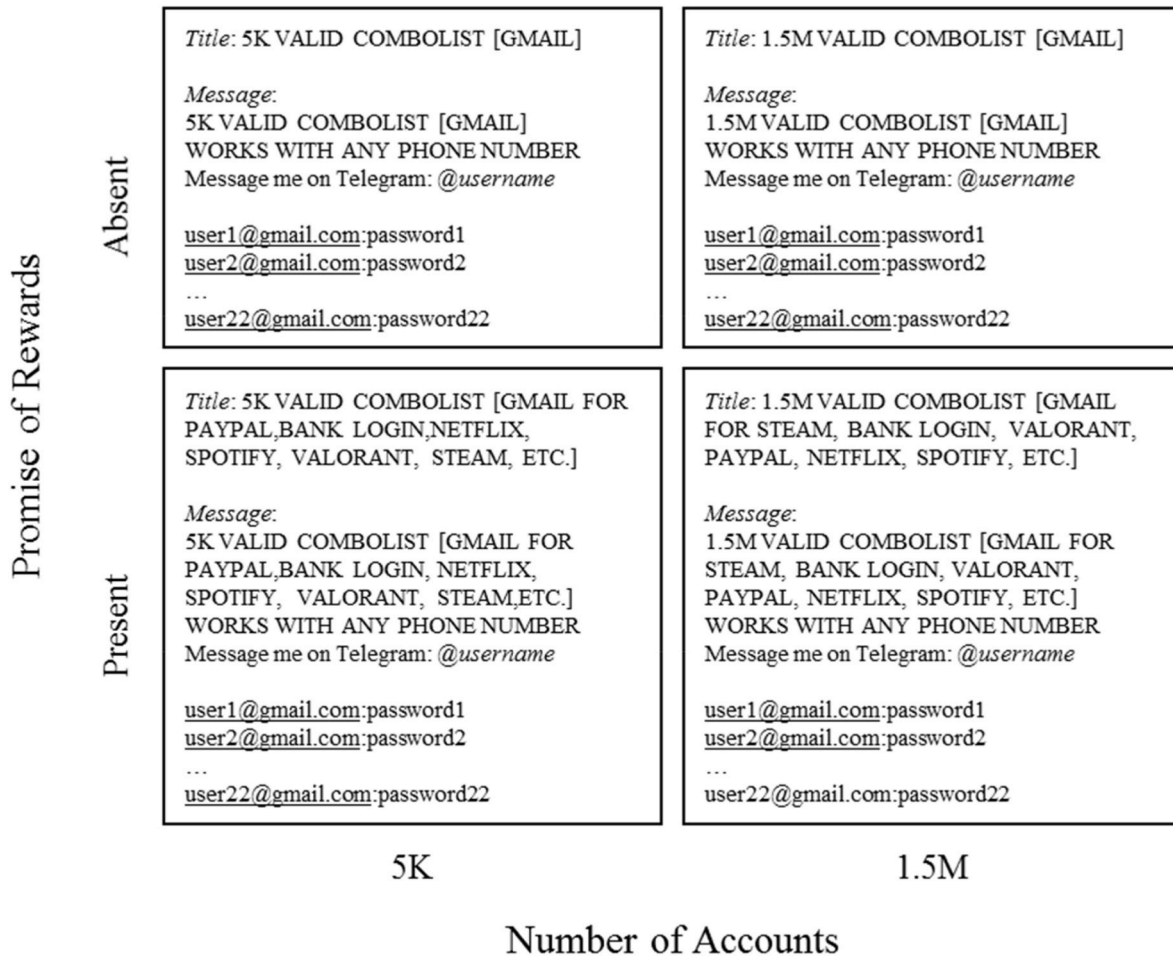 Promise of Rewards
Absent
Title: 5K VALID COMBOLIST [GMAIL]
Message:
5K VALID COMBOLIST [GMAIL]
WORKS WITH ANY PHONE NUMBER
Message me on Telegram: @username
user1@gmail.com:password1
user2@gmail.com:password2
…
user22@gmail.com:password22
Title: 1.5M VALID COMBOLIST [GMAIL]
Message:
1.5M VALID COMBOLIST [GMAIL]
WORKS WITH ANY PHONE NUMBER
Message me on Telegram: @username
user1@gmail.com:password1
user2@gmail.com:password2
…
user22@gmail.com:password22
Present
Title: 5K VALID COMBOLIST [GMAIL FOR
PAYPAL,BANK LOGIN,NETFLIX,
SPOTIFY, VALORANT, STEAM, ETC.]
Message:
5K VALID COMBOLIST [GMAIL FOR
PAYPAL,BANK LOGIN, NETFLIX,
SPOTIFY, VALORANT, STEAM,ETC.]
WORKS WITH ANY PHONE NUMBER
Message me on Telegram: @username
user1@gmail.com:password1
user2@gmail.com:password2
…
user22@gmail.com:password22
Title: 1.5M VALID COMBOLIST [GMAIL
FOR STEAM, BANK LOGIN, VALORANT,
PAYPAL, NETFLIX, SPOTIFY, ETC.]
Message:
1.5M VALID COMBOLIST [GMAIL FOR
STEAM, BANK LOGIN, VALORANT,
PAYPAL, NETFLIX, SPOTIFY, ETC.]
WORKS WITH ANY PHONE NUMBER
Message me on Telegram: @username
user1@gmail.com:password1
user2@gmail.com:password2
…
user22@gmail.com:password22
5K
1.5M
Number of Accounts